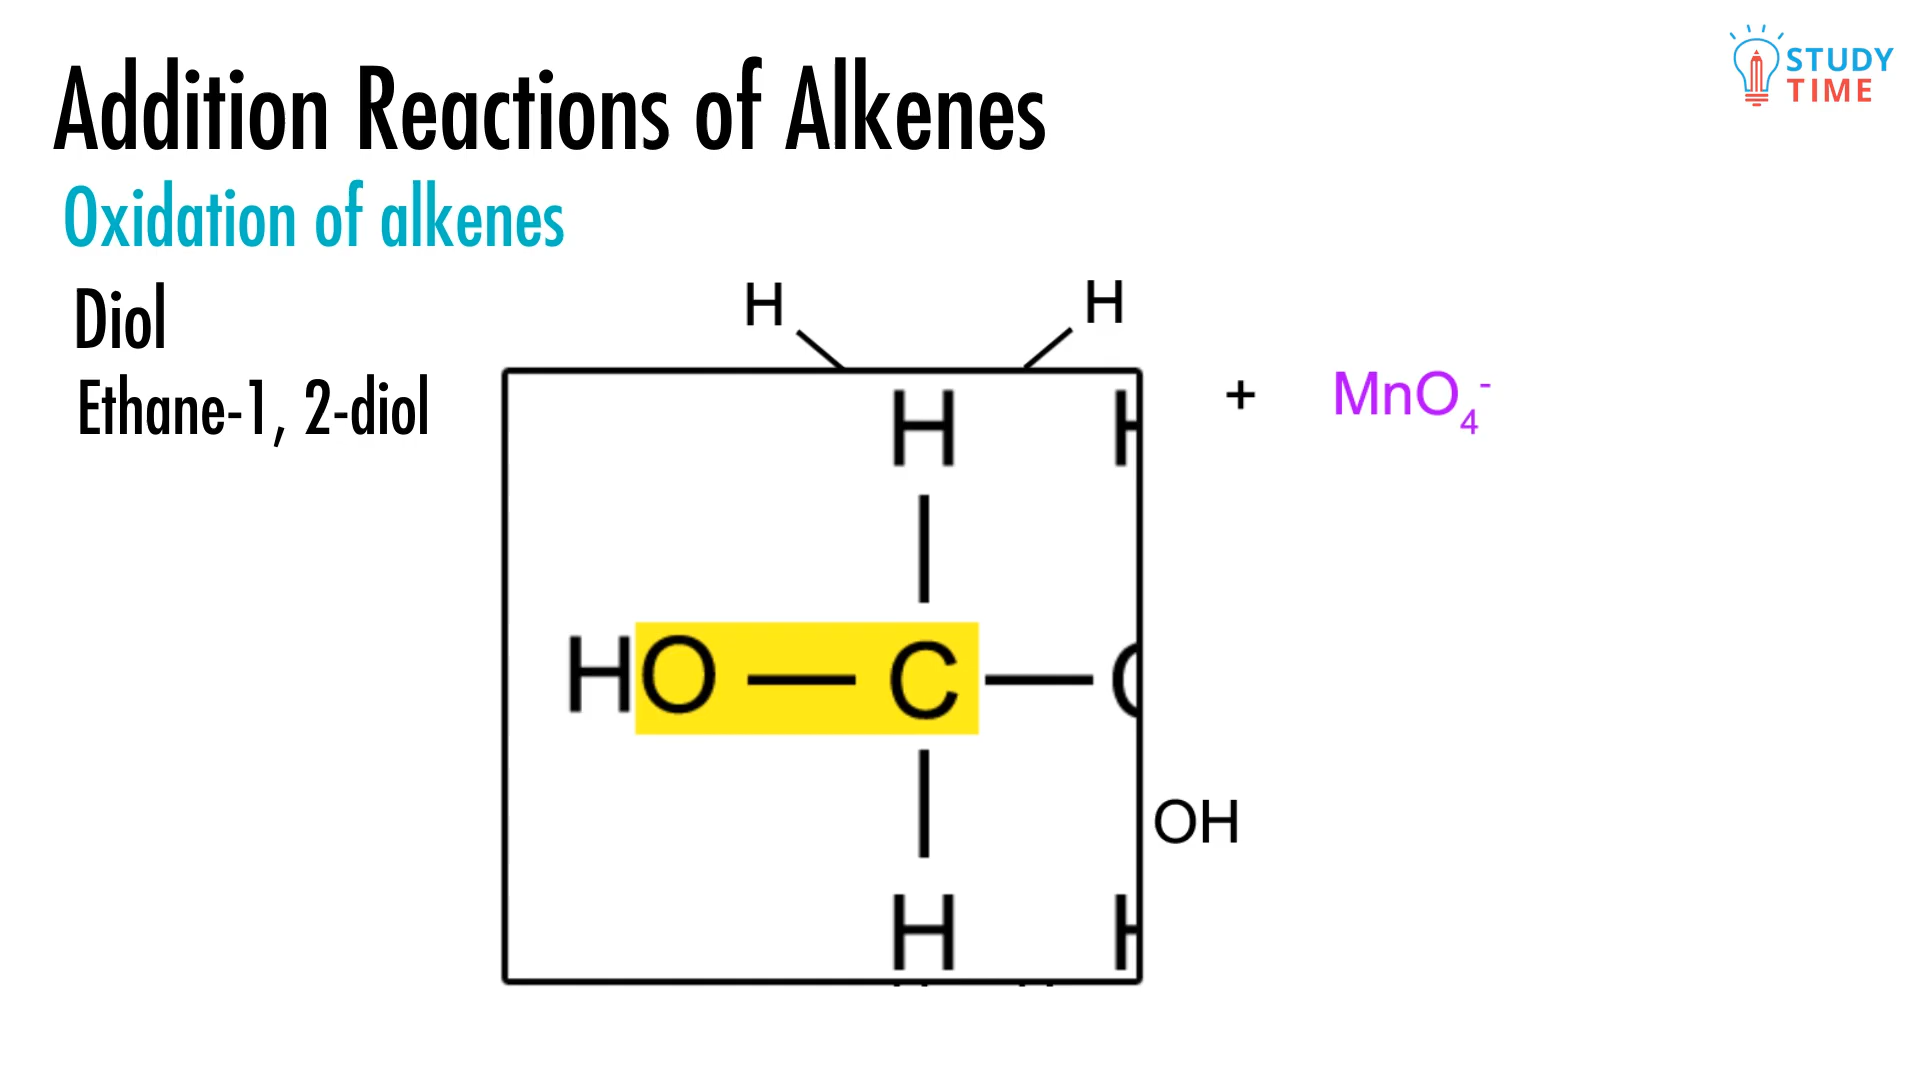 Addition Reactions of Alkenes
STUDY
TIME
Oxidation of alkenes
Diol
Ethane-1, 2-diol
H H
+ MnO4-
H H
HO — C — C
OH
H H